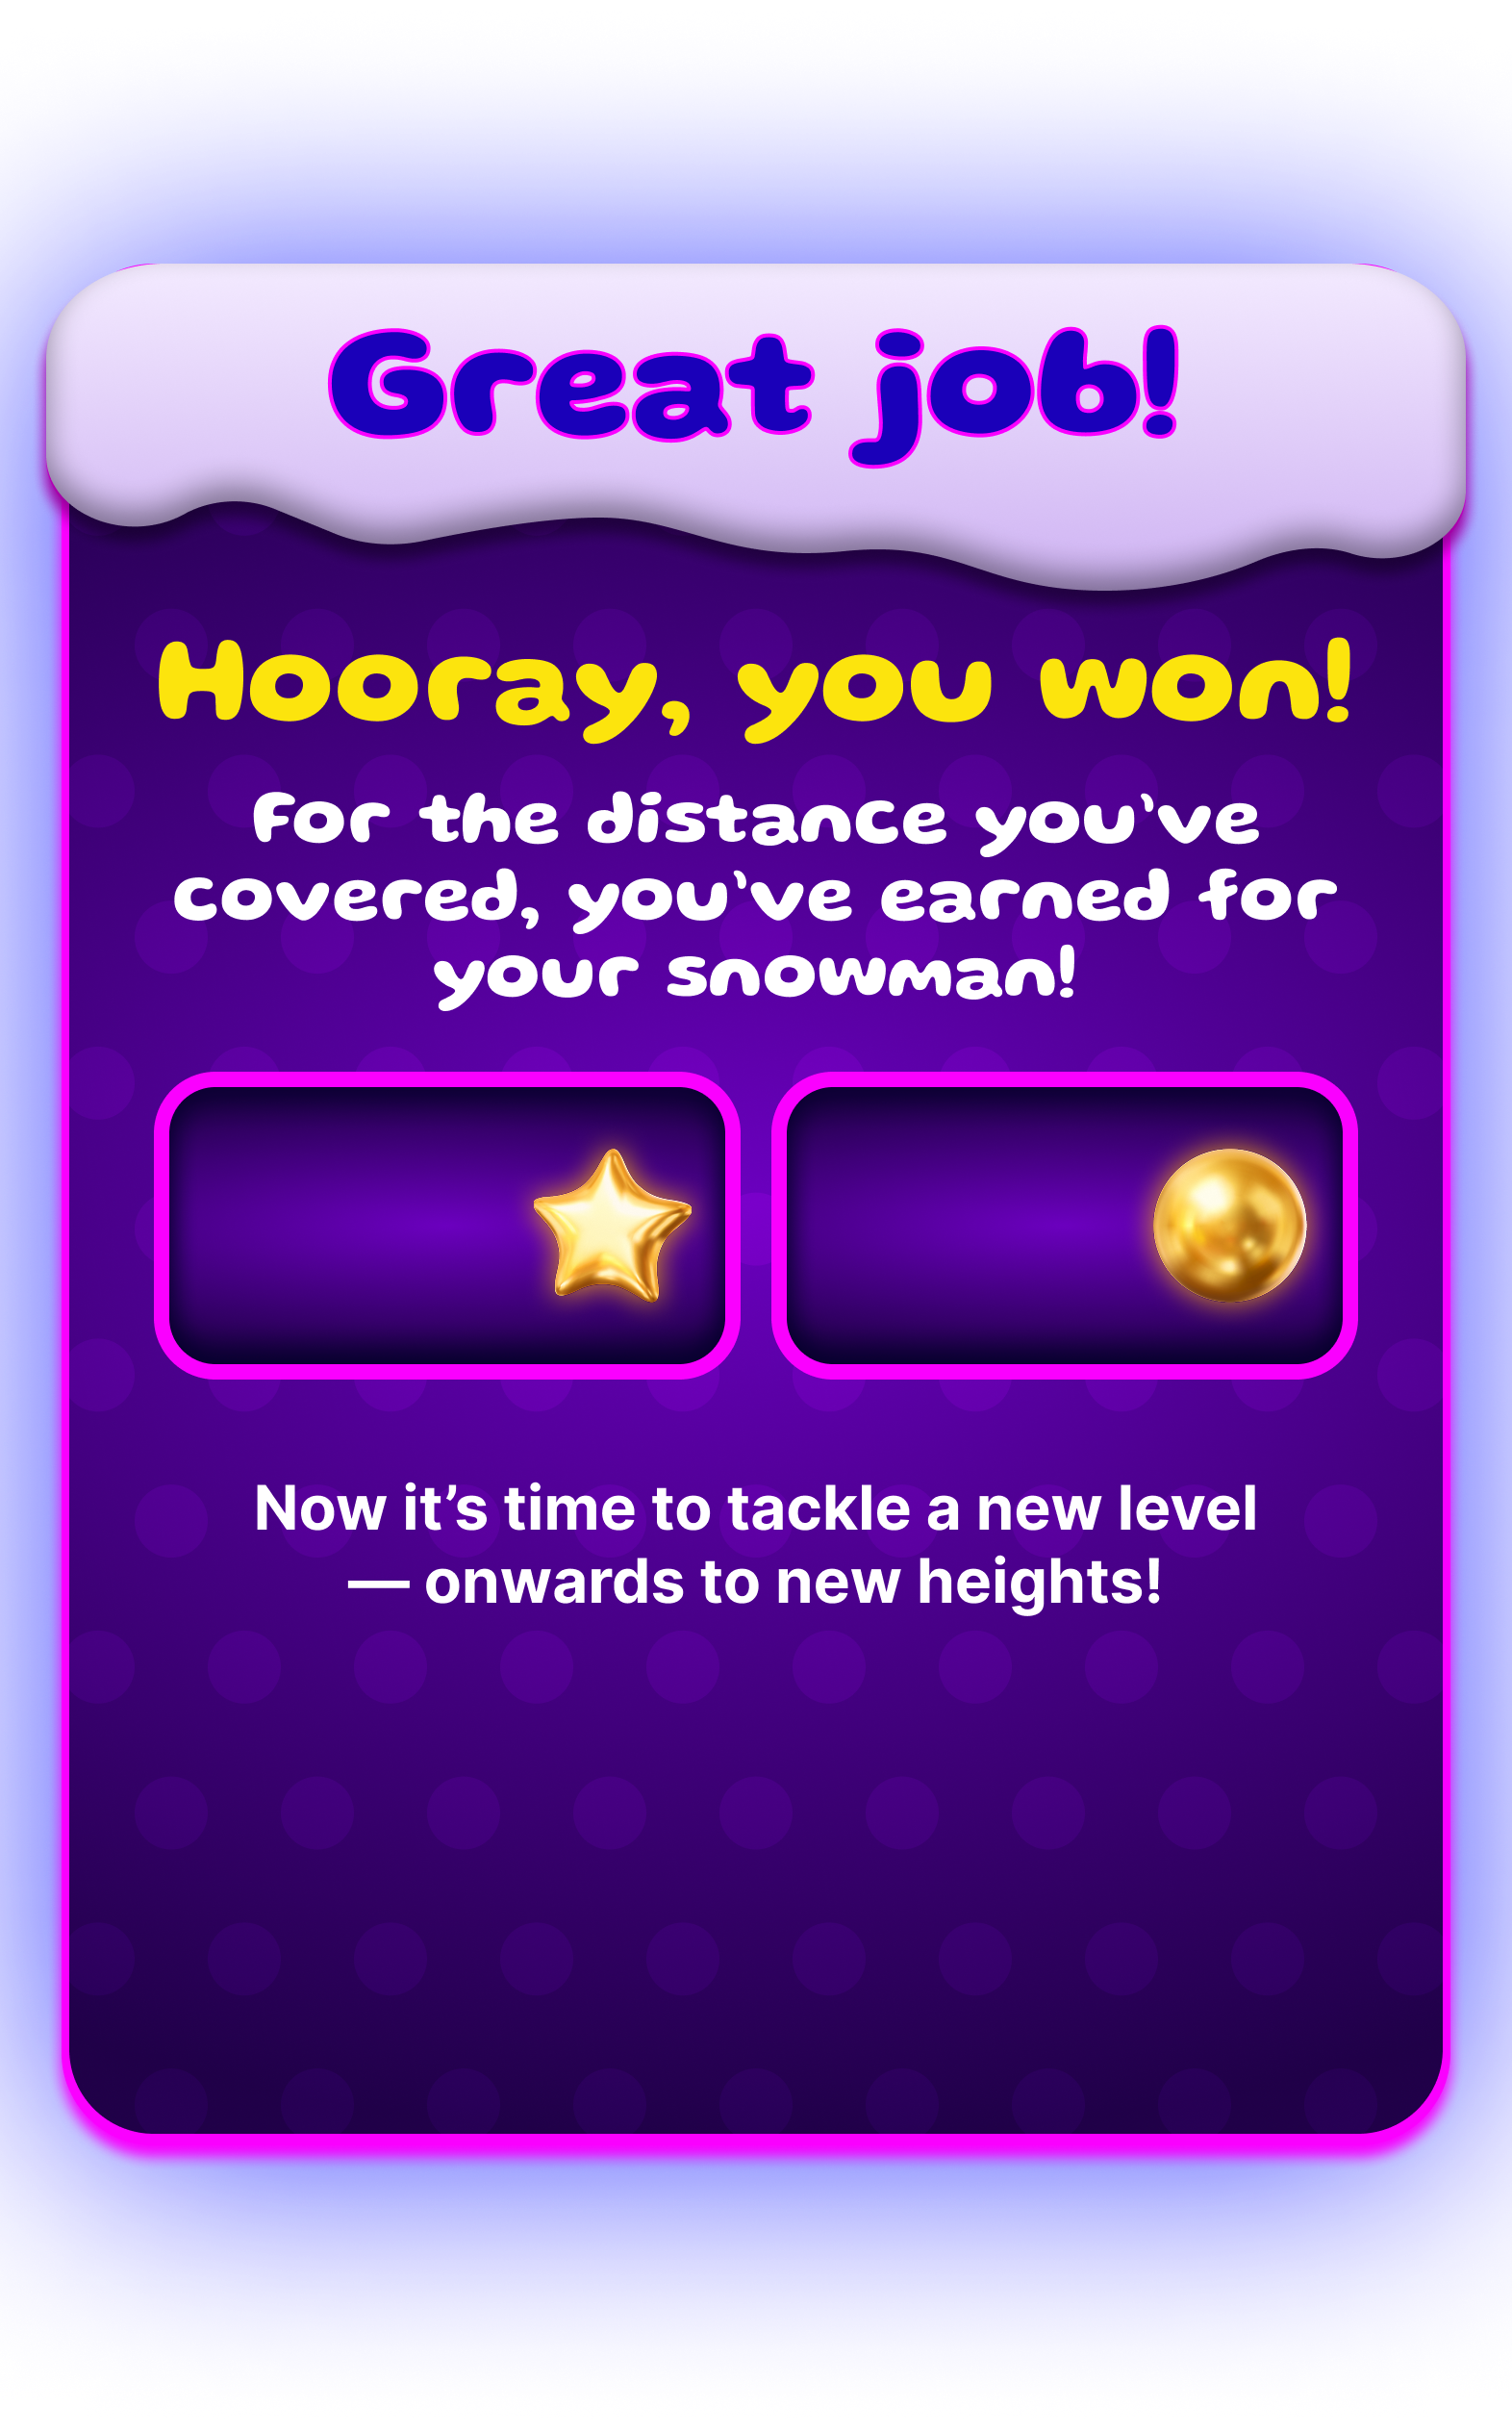 Great job!
Hooray, you won!
For the distance you've
covered, you've earned for
your snowman!
Now it’s time to tackle a new level
— onwards to new heights!